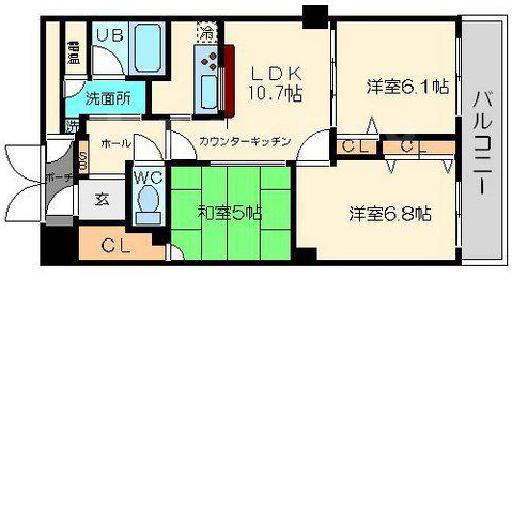 UB
冷
LDK
10.7帖
洋室6.1帖
洗面所
洗
ホール
カウンターキッチン
バルコニー
CL
CL
ポーチ
WC
玄
和室5帖
洋室6.8帖
CL